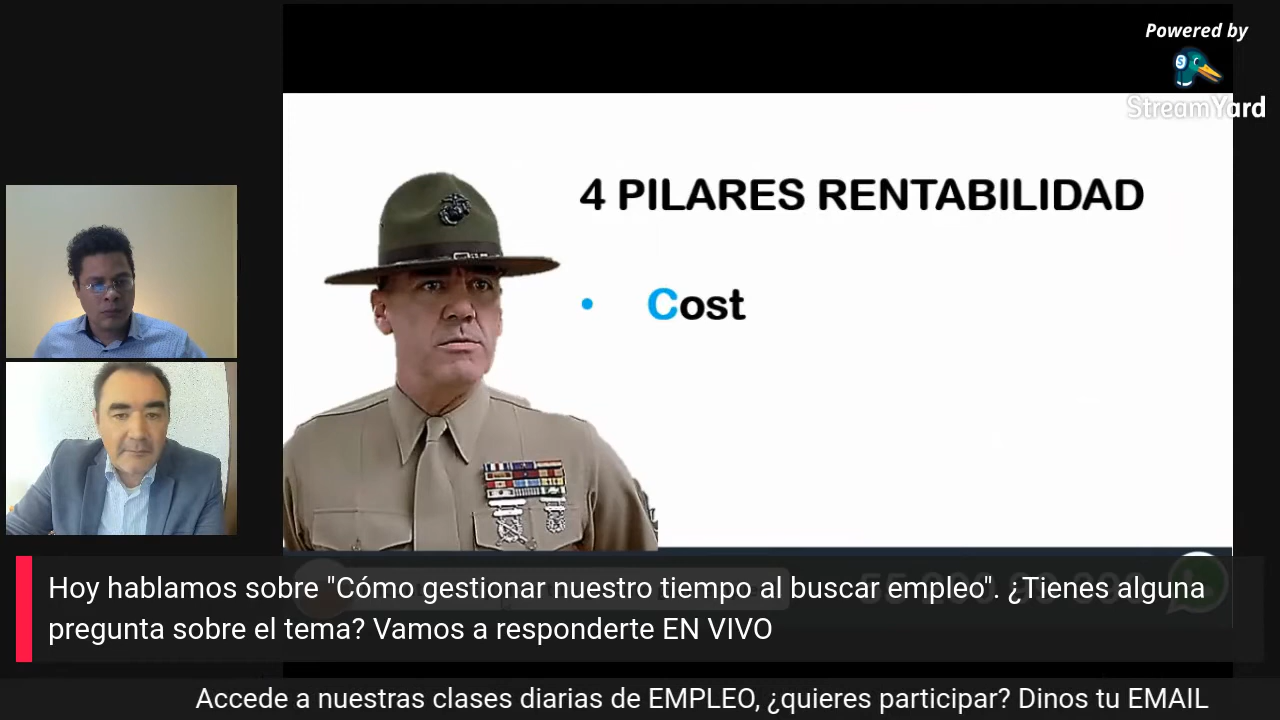 Powered by
StreamYard
4 PILARES RENTABILIDAD
• Cost
Hoy hablamos sobre "Cómo gestionar nuestro tiempo al buscar empleo". ¿Tienes alguna
pregunta sobre el tema? Vamos a responderte EN VIVO
Accede a nuestras clases diarias de EMPLEO, ¿quieres participar? Dinos tu EMAIL